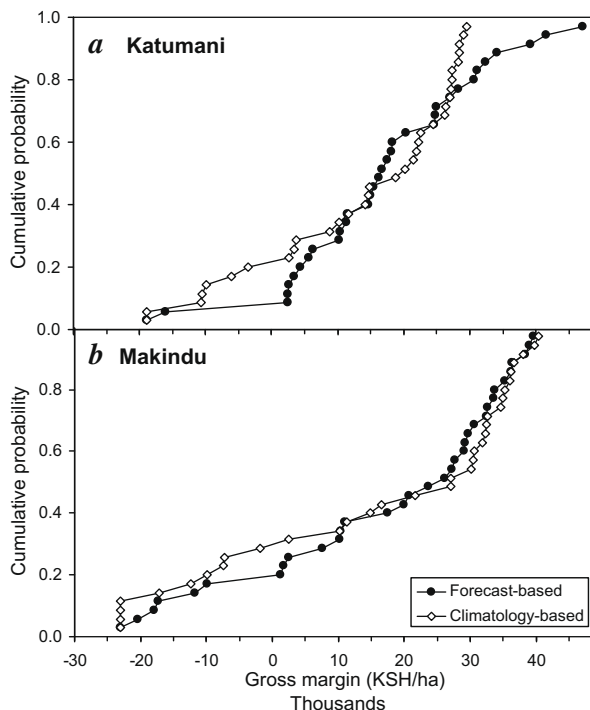 1.0
a Katumani
0.8
0.6
0.4
0.2
0.0
Cumulative probability
b Makindu
0.8
0.6
0.4
0.2
0.0
Cumulative probability
Forecast-based
Climatology-based
-30 -20 -10 0 10 20 30 40
Gross margin (KSH/ha)
Thousands